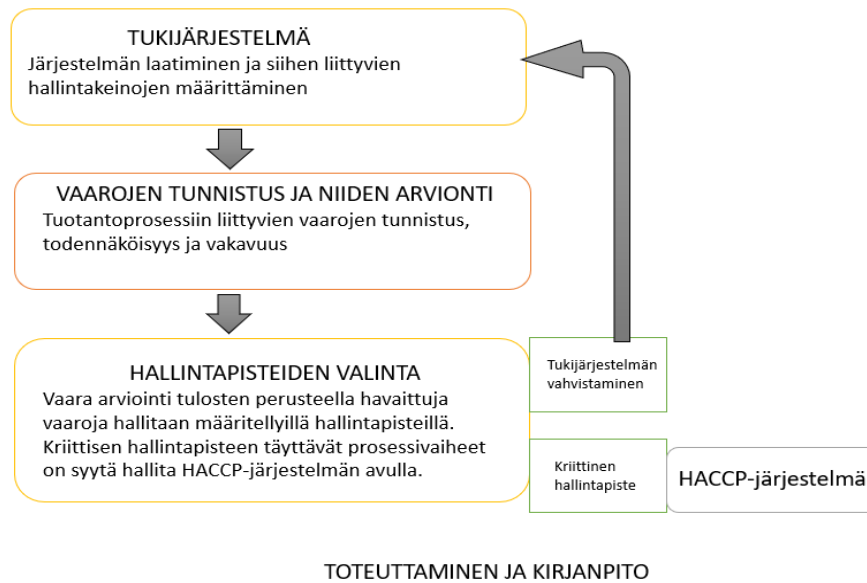 TUKIJÄRJESTELMÄ
Järjestelmän laatiminen ja siihen liittyvien
hallintakeinojen määrittäminen
VAAROJEN TUNNISTUS JA NIIDEN ARVIONTI
Tuotantoprosessiin liittyvien vaarojen tunnistus,
todennäköisyys ja vakavuus
HALLINTAPISTEIDEN VALINTA
Vaara arviointi tulosten perusteella havaittuja
vaaroja hallitaan määritellyillä hallintapisteillä.
Kriittisen hallintapisteen täyttävät prosessivaiheet
on syytä hallita HACCP-järjestelmän avulla.
Tukijärjestelmän
vahvistaminen
Kriittinen
hallintapiste
HACCP-järjestelmä
TOTEUTTAMINEN JA KIRJANPITO